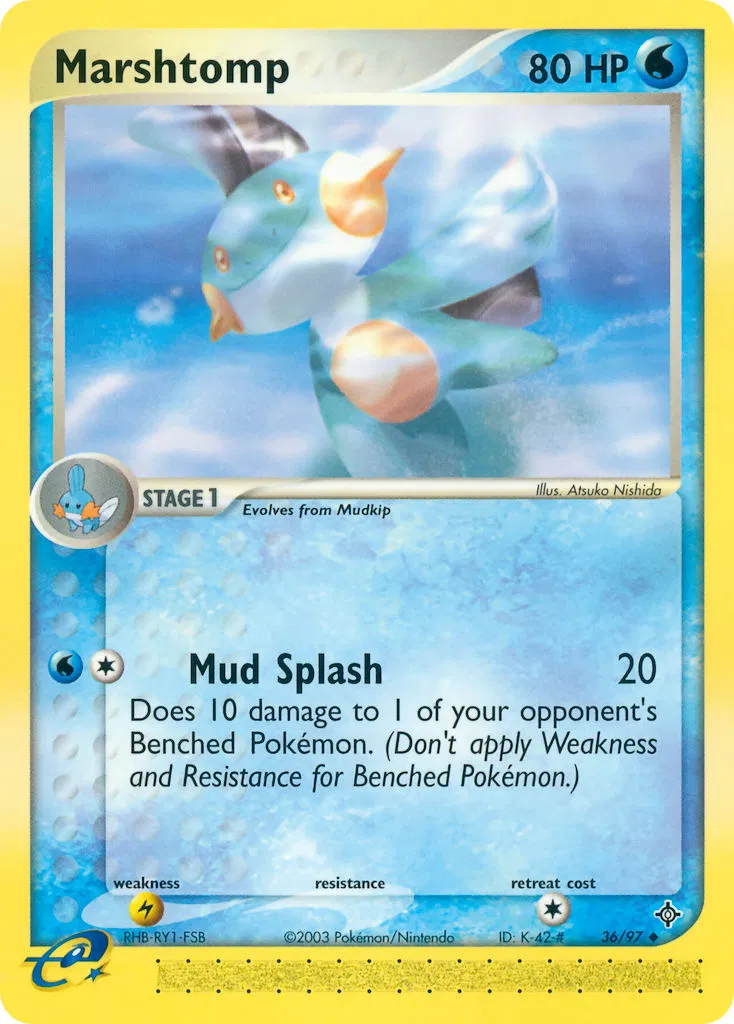 Marshtomp 80 HP
Illus. Atsuko Nishida
STAGE 1
Evolves from Mudkip
Mud Splash 20
Does 10 damage to 1 of your opponent's
Benched Pokémon. (Don't apply Weakness
and Resistance for Benched Pokémon.)
weakness resistance retreat cost
RHB-RY1-FSB ©2003 Pokémon/Nintendo ID: K-42-# 36/97
e